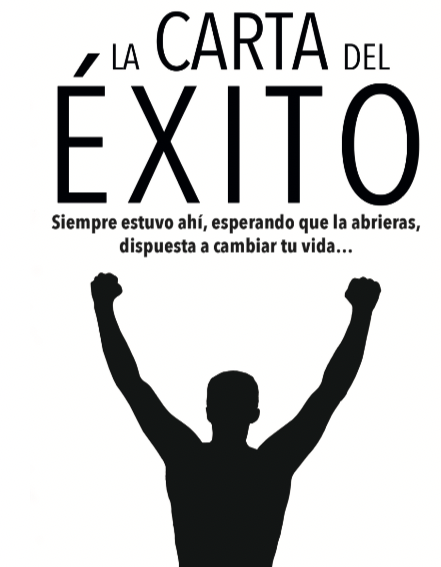 LA CARTA DEL
ÉXITO
Siempre estuvo ahí, esperando que la abrieras,
dispuesta a cambiar tu vida...